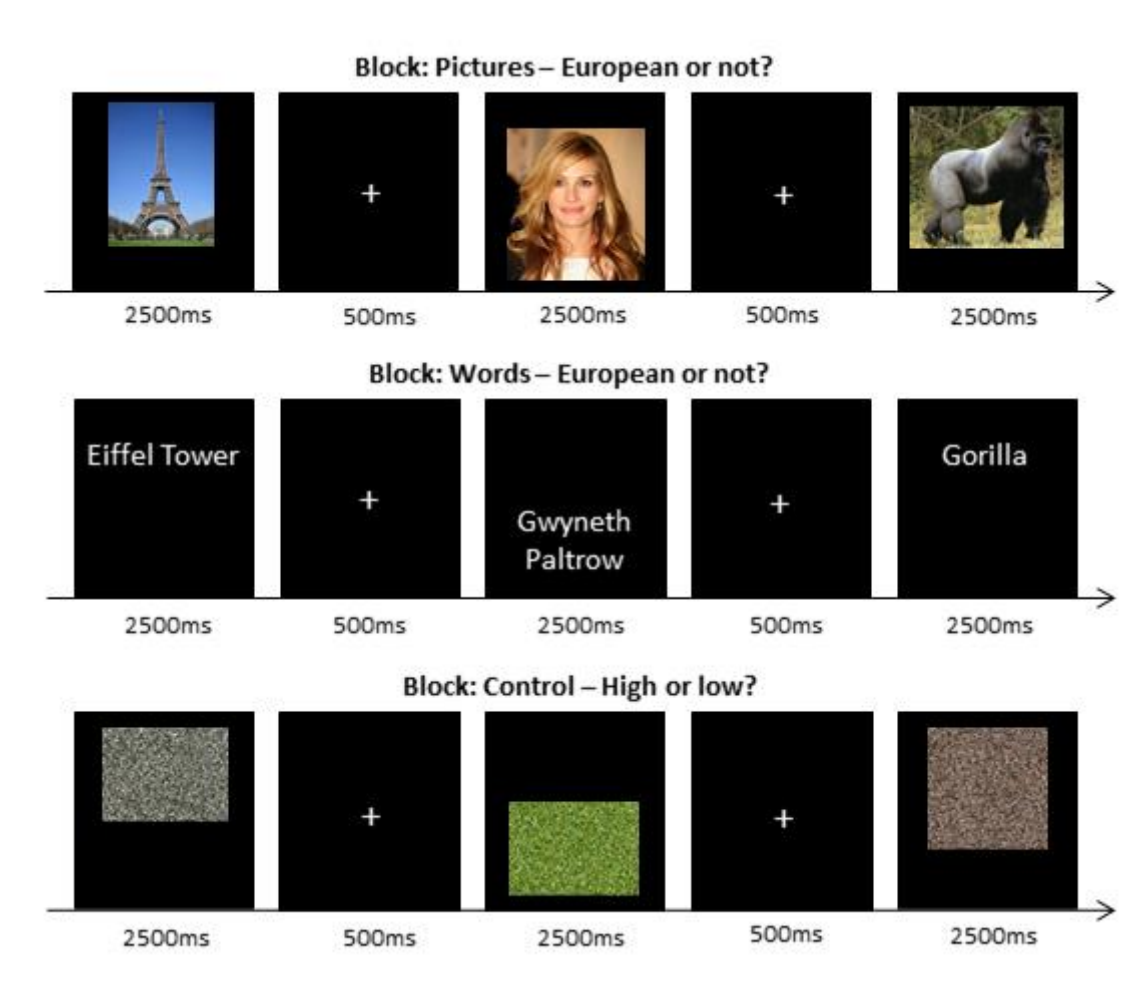 Block: Pictures – European or not?
+
+
2500ms
500ms
2500ms
500ms
2500ms
Block: Words – European or not?
Eiffel Tower
+
Gwyneth
Paltrow
+
Gorilla
2500ms
500ms
2500ms
500ms
2500ms
Block: Control – High or low?
+
+
2500ms
500ms
2500ms
500ms
2500ms